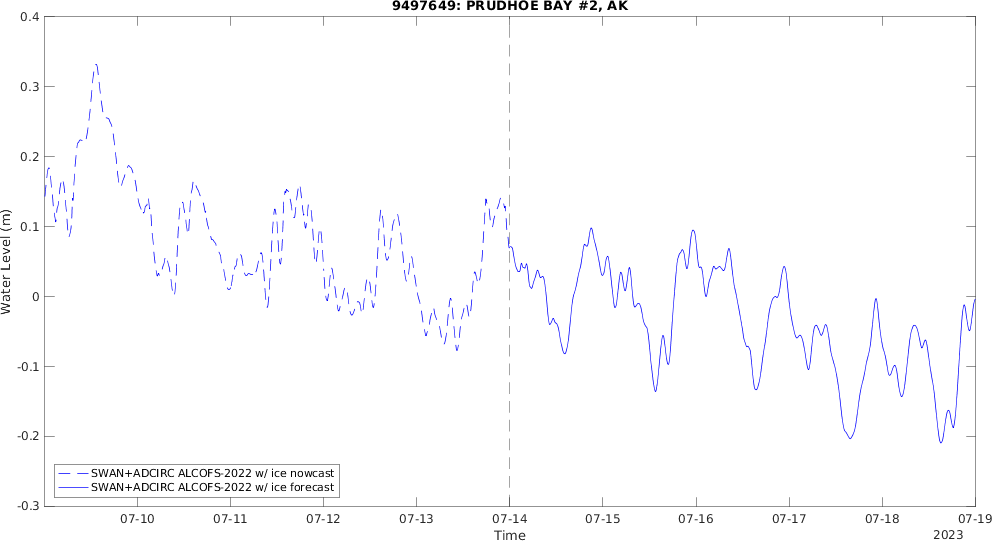 9497649: PRUDHOE BAY #2, AK
0.4
0.3
0.2
0.1
0
-0.1
-0.2
-0.3
Water Level (m)
SWAN+ADCIRC ALCOFS-2022 w/ ice nowcast
SWAN+ADCIRC ALCOFS-2022 w/ ice forecast
07-10 07-11 07-12 07-13 07-14 07-15 07-16 07-17 07-18 07-19
Time
2023